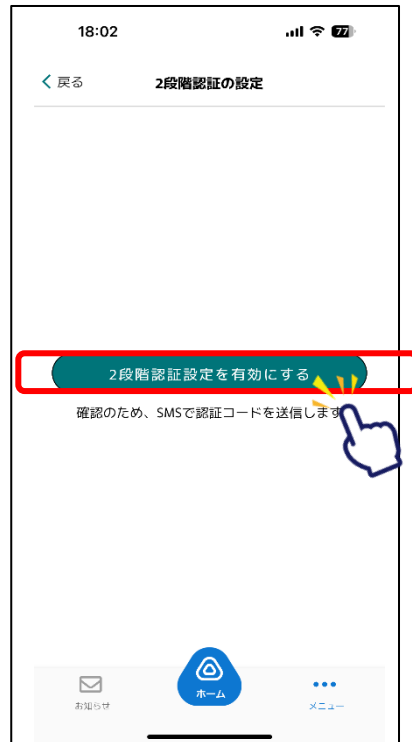 18:02 77
戻る 2段階認証の設定
2段階認証設定を有効にする
確認のため、SMSで認証コードを送信します
お知らせ ホーム メニュー